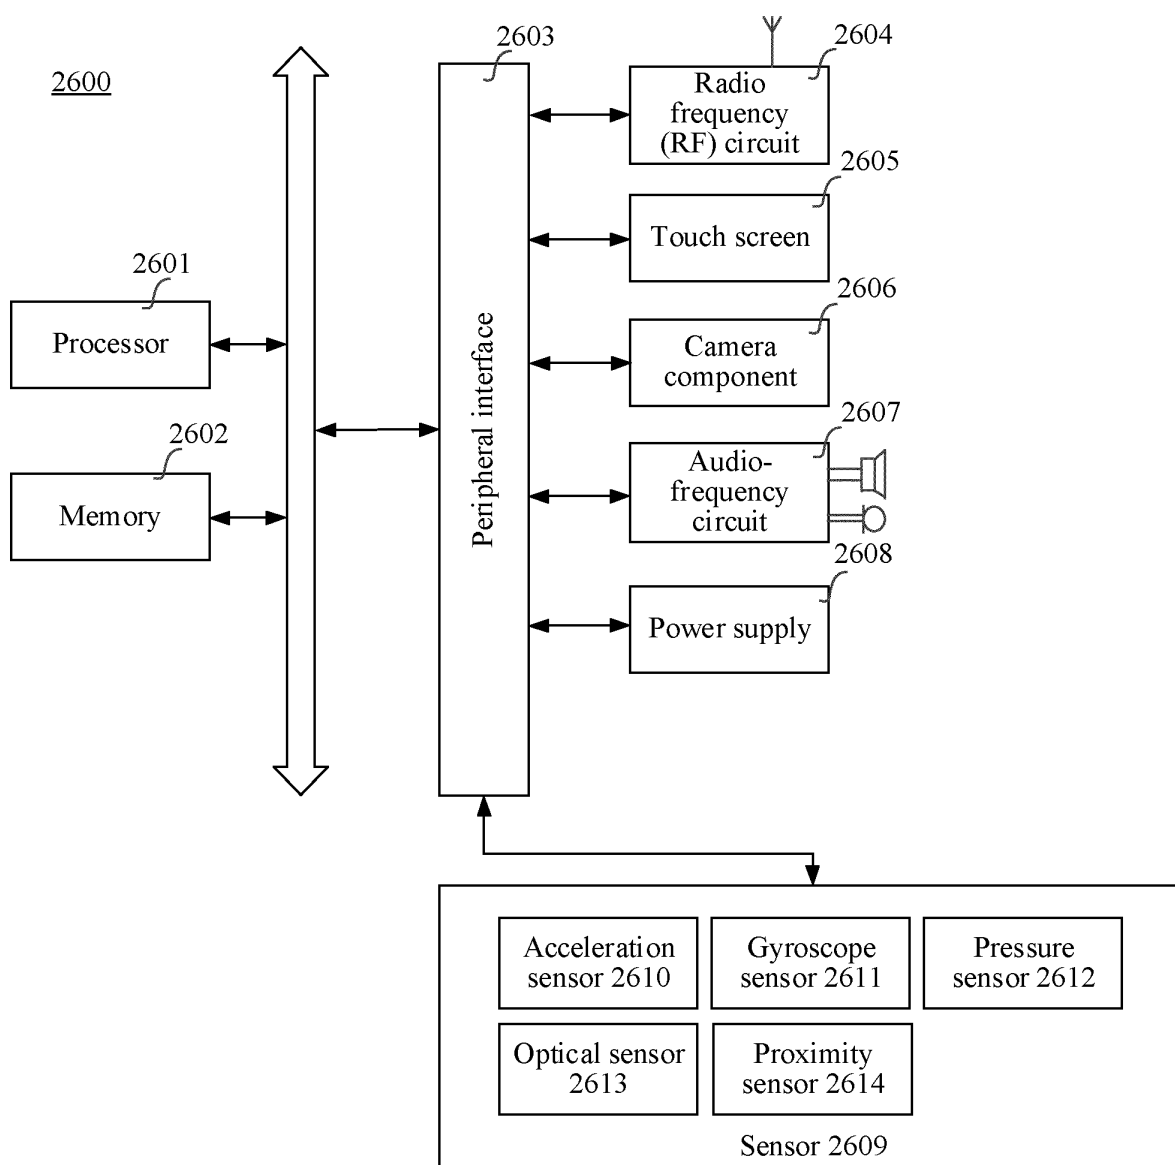 2600
2601
Processor
2602
Memory
2603
Peripheral interface
2604
Radio
frequency
(RF) circuit
2605
Touch screen
2606
Camera
component
2607
Audio-
frequency
circuit
2608
Power supply
Acceleration
sensor 2610
Gyroscope
sensor 2611
Pressure
sensor 2612
Optical sensor
2613
Proximity
sensor 2614
Sensor 2609